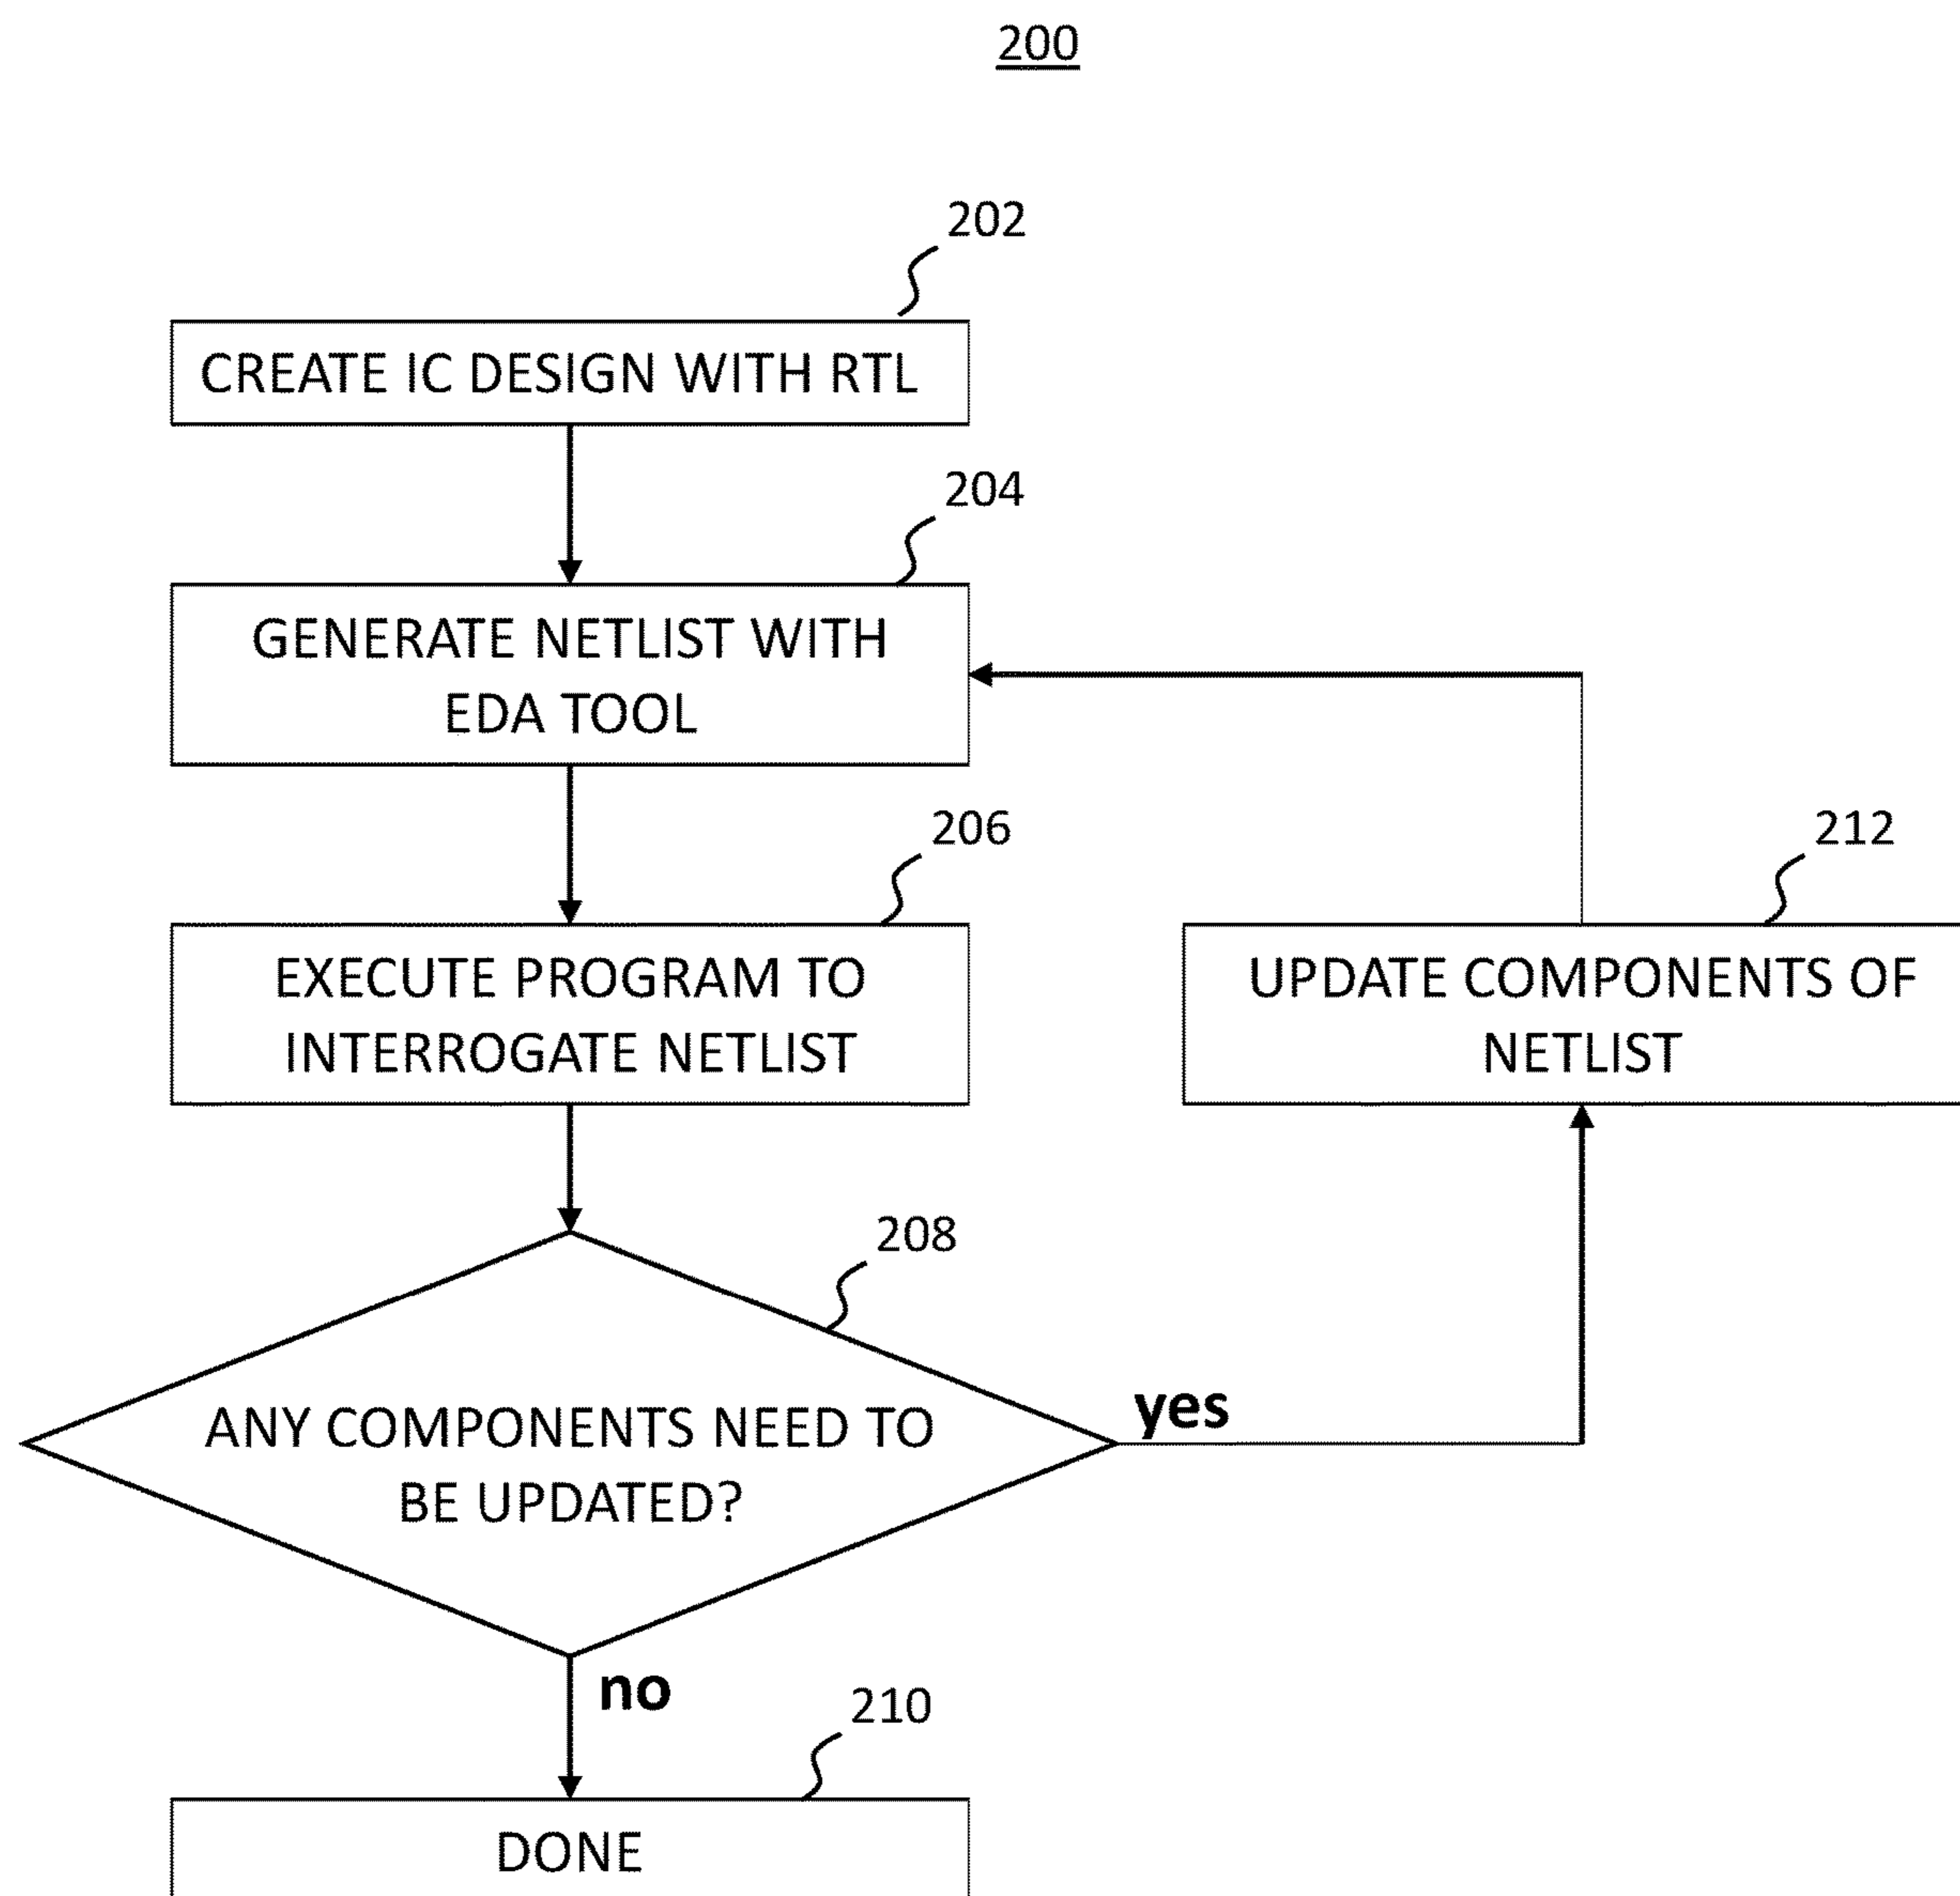 200
202
CREATE IC DESIGN WITH RTL
204
GENERATE NETLIST WITH
EDA TOOL
206
EXECUTE PROGRAM TO
INTERROGATE NETLIST
212
UPDATE COMPONENTS OF
NETLIST
208
ANY COMPONENTS NEED TO
BE UPDATED?
yes
no
210
DONE